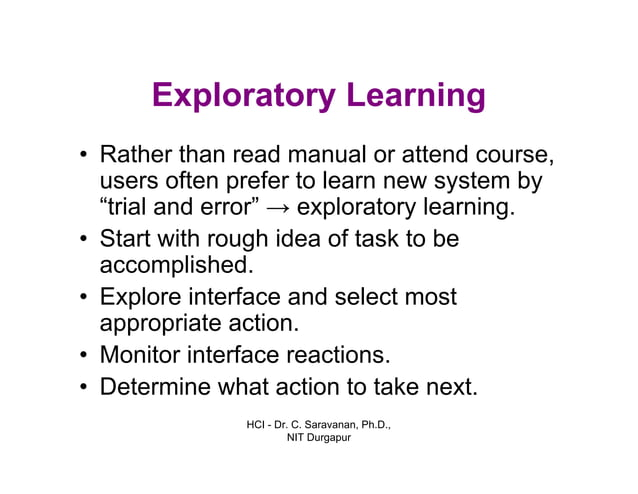 Exploratory Learning
• Rather than read manual or attend course,
users often prefer to learn new system by
“trial and error” → exploratory learning.
• Start with rough idea of task to be
accomplished.
• Explore interface and select most
appropriate action.
• Monitor interface reactions.
• Determine what action to take next.
HCI - Dr. C. Saravanan, Ph.D.,
NIT Durgapur